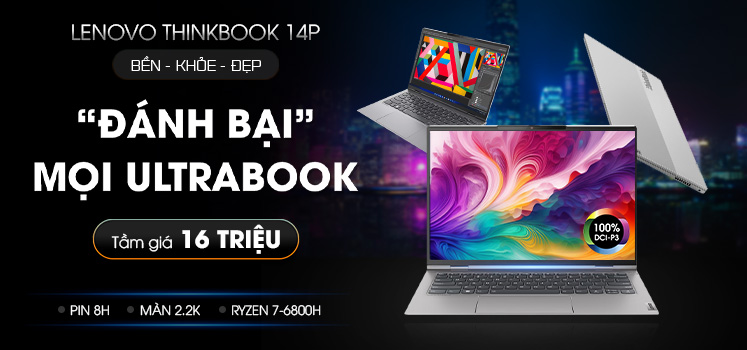 LENOVO THINKBOOK 14P
BỀN - KHỎE - ĐẸP
“ĐÁNH BẠI”
MỌI ULTRABOOK
Tầm giá 16 TRIỆU
PIN 8H • MÀN 2.2K • RYZEN 7-6800H
100%
DCI-P3